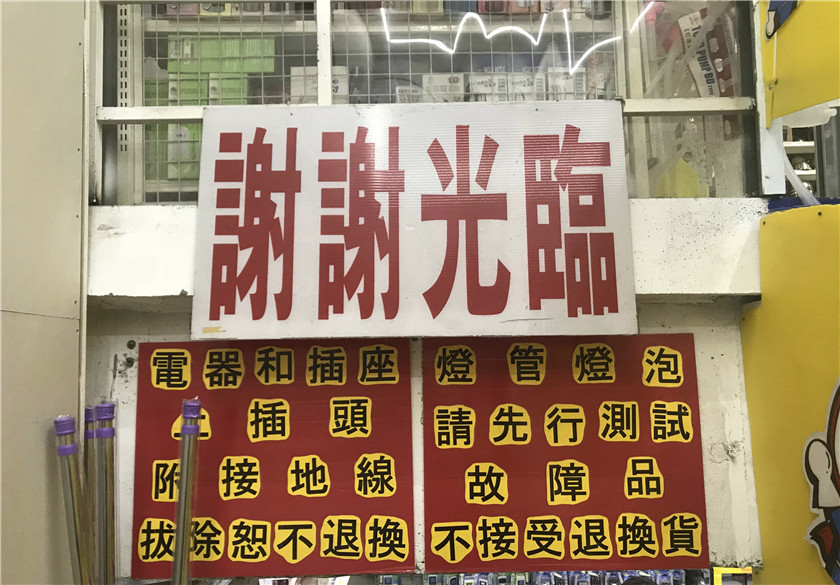 謝謝光臨
電器和插座
插頭
附接地線
拔除恕不退換
燈管燈泡
請先行測試
故障品
不接受退換貨